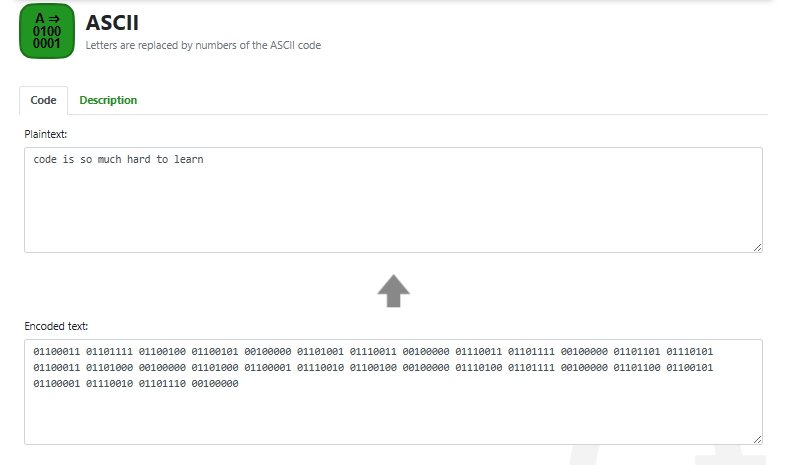 A ⇒
0100
0001
ASCII
Letters are replaced by numbers of the ASCII code
Code Description
Plaintext:
code is so much hard to learn
Encoded text:
01100011 01101111 01100100 01100101 00100000 01101001 01110011 00100000 01110011 01101111 00100000 01101101 01110101
01100011 01101000 00100000 01101000 01100001 01110010 01100100 00100000 01110100 01101111 00100000 01101100 01100101
01100001 01110010 01101110 00100000